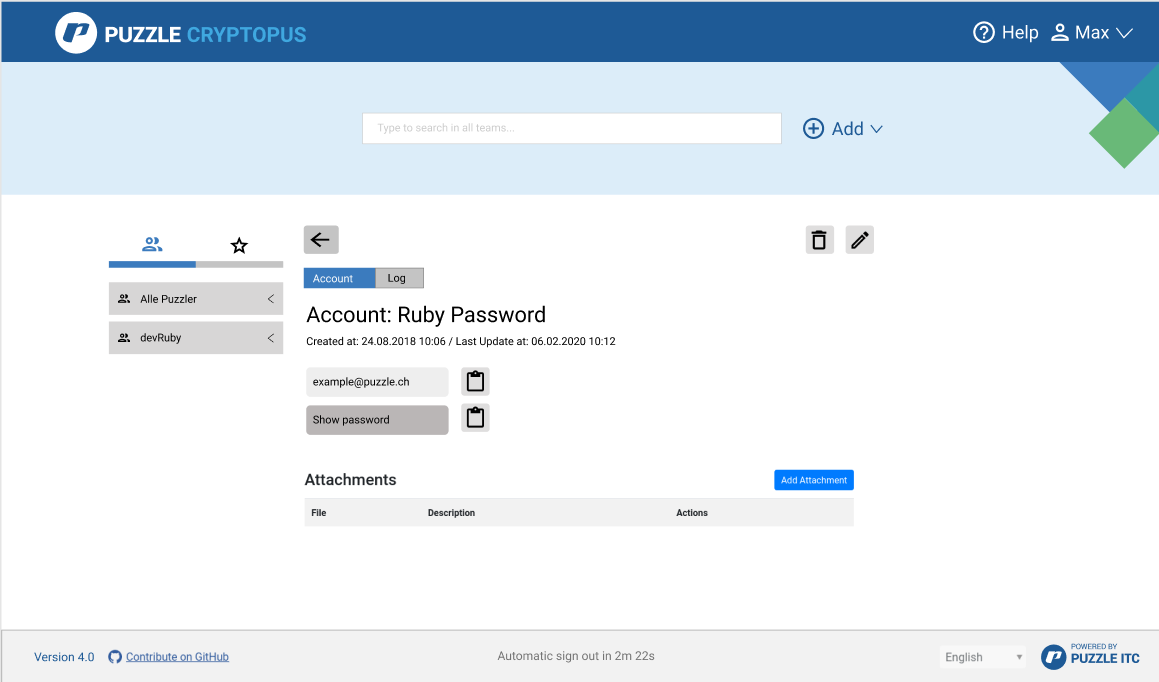 PUZZLE CRYPTOPUS
Help Max
Type to search in all teams...
Add
Alle Puzzler
devRuby
Account Log
Account: Ruby Password
Created at: 24.08.2018 10:06 / Last Update at: 06.02.2020 10:12
example@puzzle.ch
Show password
Attachments
Add Attachment
File Description Actions
Version 4.0 Contribute on GitHub
Automatic sign out in 2m 22s
English
POWERED BY
PUZZLE ITC